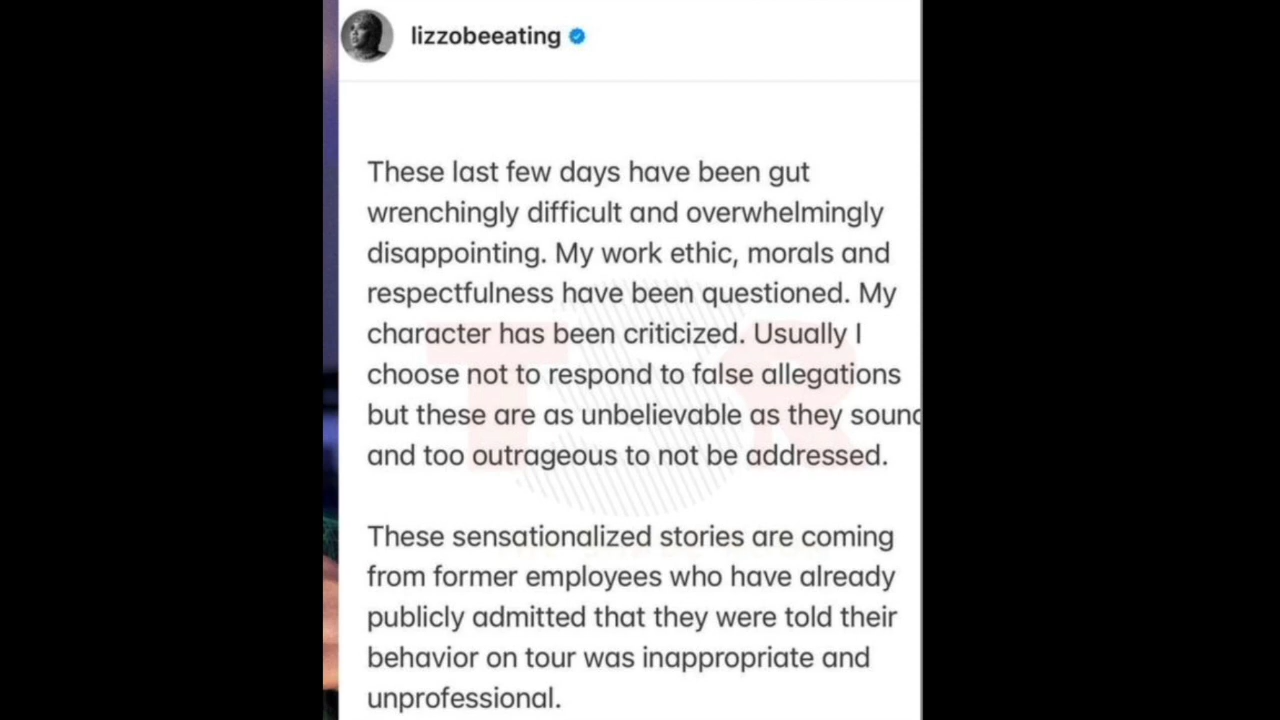 lizzobeeating
These last few days have been gut
wrenchingly difficult and overwhelmingly
disappointing. My work ethic, morals and
respectfulness have been questioned. My
character has been criticized. Usually I
choose not to respond to false allegations
but these are as unbelievable as they soun
and too outrageous to not be addressed.
These sensationalized stories are coming
from former employees who have already
publicly admitted that they were told their
behavior on tour was inappropriate and
unprofessional.
TSR